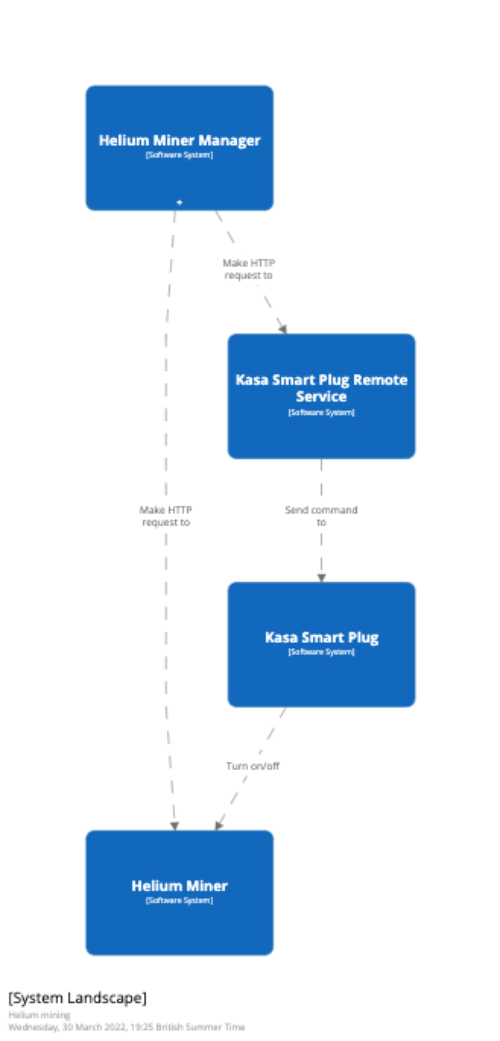 Helium Miner Manager
[Software System]
+
Make HTTP
request to
Kasa Smart Plug Remote
Service
[Software System]
Make HTTP
request to
Send command
to
Kasa Smart Plug
[Software System]
Turn on/off
Helium Miner
[Software System]
[System Landscape]
Helium mining
Wednesday, 30 March 2022, 19:25 British Summer Time